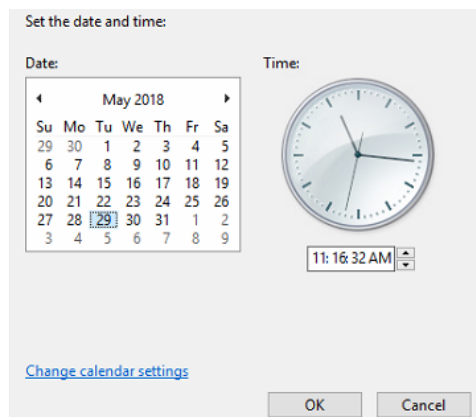 Set the date and time:
Date:
Time:
May 2018
Su Mo Tu We Th Fr Sa
29 30 1 2 3 4 5
6 7 8 9 10 11 12
13 14 15 16 17 18 19
20 21 22 23 24 25 26
27 28 29 30 31 1 2
3 4 5 6 7 8 9
11: 16: 32 AM
Change calendar settings
OK
Cancel